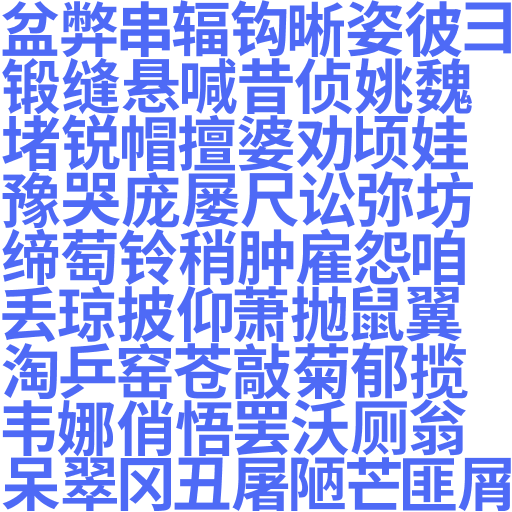 盆弊串辐钩晰姿彼彐
锻缝悬喊昔侦姚魏
堵锐帽擅婆劝顷娃
豫哭庞屡尺讼弥坊
缔萄铃稍肿雇怨咱
丢琼披仰萧抛鼠翼
淘乒窑苍敲菊郁揽
韦娜俏悟罢沃厕翁
呆翠冈丑屠陋芒匪屑